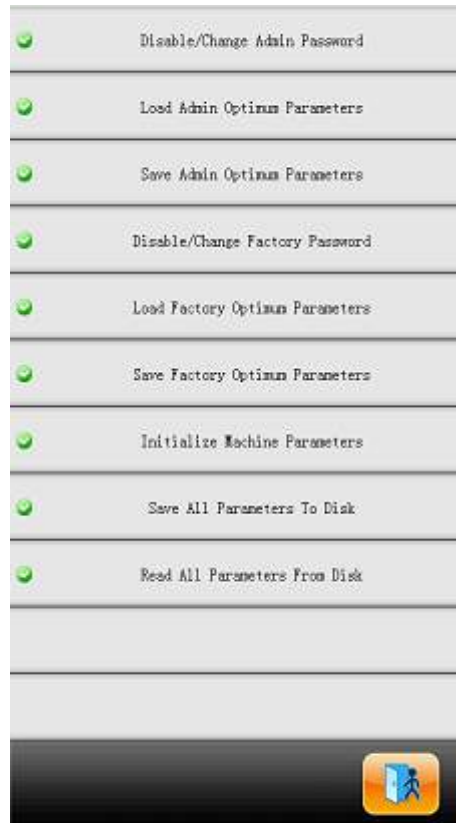 Disable/Change Admin Password
Load Admin Optimum Parameters
Save Admin Optimum Parameters
Disable/Change Factory Password
Load Factory Optimum Parameters
Save Factory Optimum Parameters
Initialize Machine Parameters
Save All Parameters To Disk
Read All Parameters From Disk